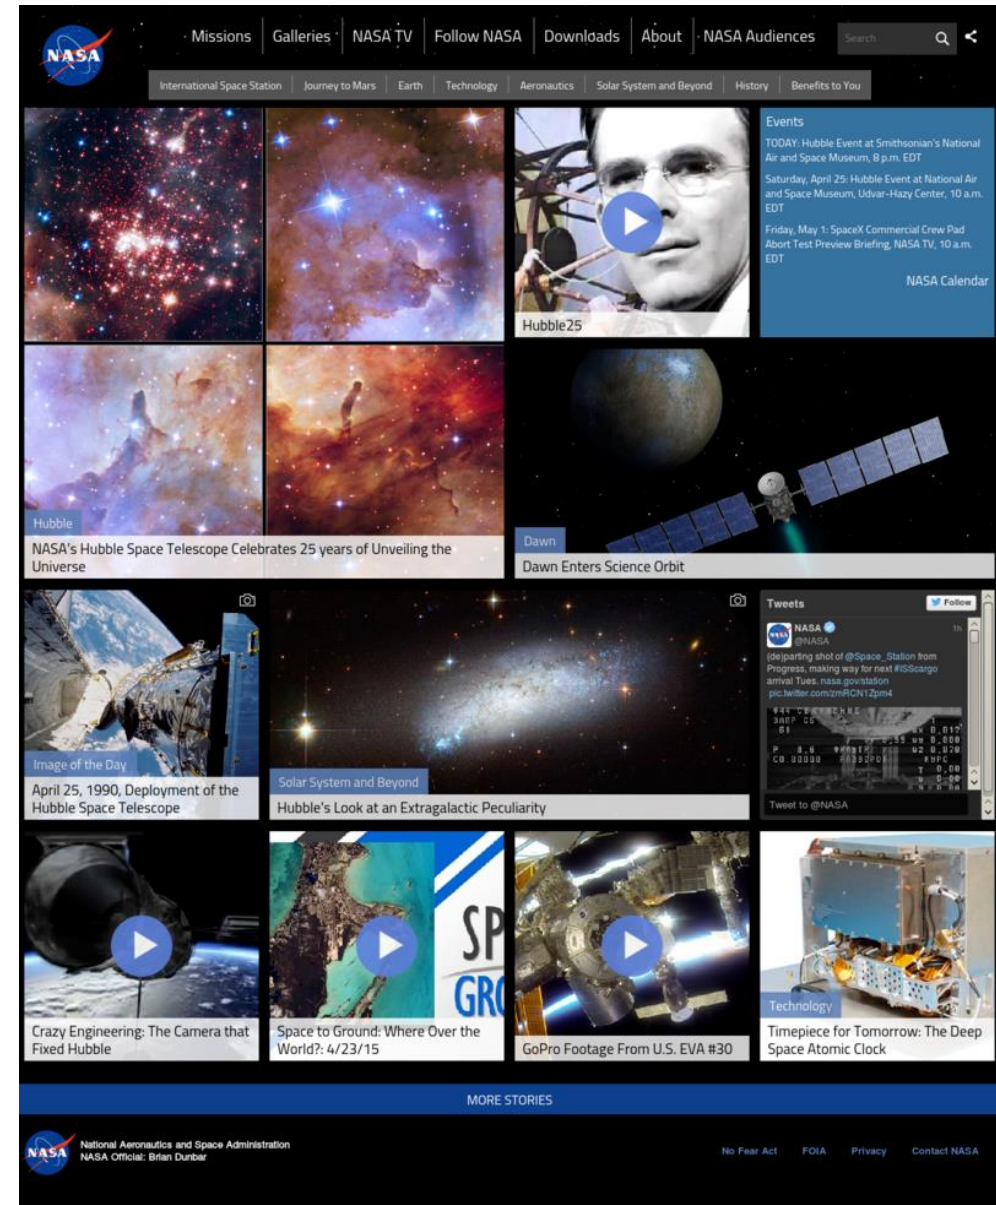 NASA
Missions
Galleries
NASA TV
Follow NASA
Downloads
About
NASA Audiences
Search
International Space Station
Journey to Mars
Earth
Technology
Aeronautics
Solar System and Beyond
History
Benefits to You
Hubble
NASA's Hubble Space Telescope Celebrates 25 years of Unveiling the
Universe
Hubble25
Events
TODAY: Hubble Event at Smithsonian's National
Air and Space Museum, 8 p.m. EDT
Saturday, April 25: Hubble Event at National Air
and Space Museum, Udvar-Hazy Center, 10 a.m.
EDT
Friday, May 1: SpaceX Commercial Crew Pad
Abort Test Preview Briefing, NASA TV, 10 a.m.
EDT
NASA Calendar
Dawn
Dawn Enters Science Orbit
Image of the Day
April 25, 1990, Deployment of the
Hubble Space Telescope
Solar System and Beyond
Hubble's Look at an Extragalactic Peculiarity
Tweets
Follow
NASA
NASA
1h
@NASA
(de)parting shot of @Space_Station from
Progress, making way for next #ISScargo
arrival Tues. nasa.gov/station
pic.twitter.com/zmRCN1Zpm4
Tweet to @NASA
Crazy Engineering: The Camera that
Fixed Hubble
SP
GRO
Space to Ground: Where Over the
World?: 4/23/15
GoPro Footage From U.S. EVA #30
Technology
Timepiece for Tomorrow: The Deep
Space Atomic Clock
MORE STORIES
NASA
National Aeronautics and Space Administration
NASA Official: Brian Dunbar
No Fear Act
FOIA
Privacy
Contact NASA